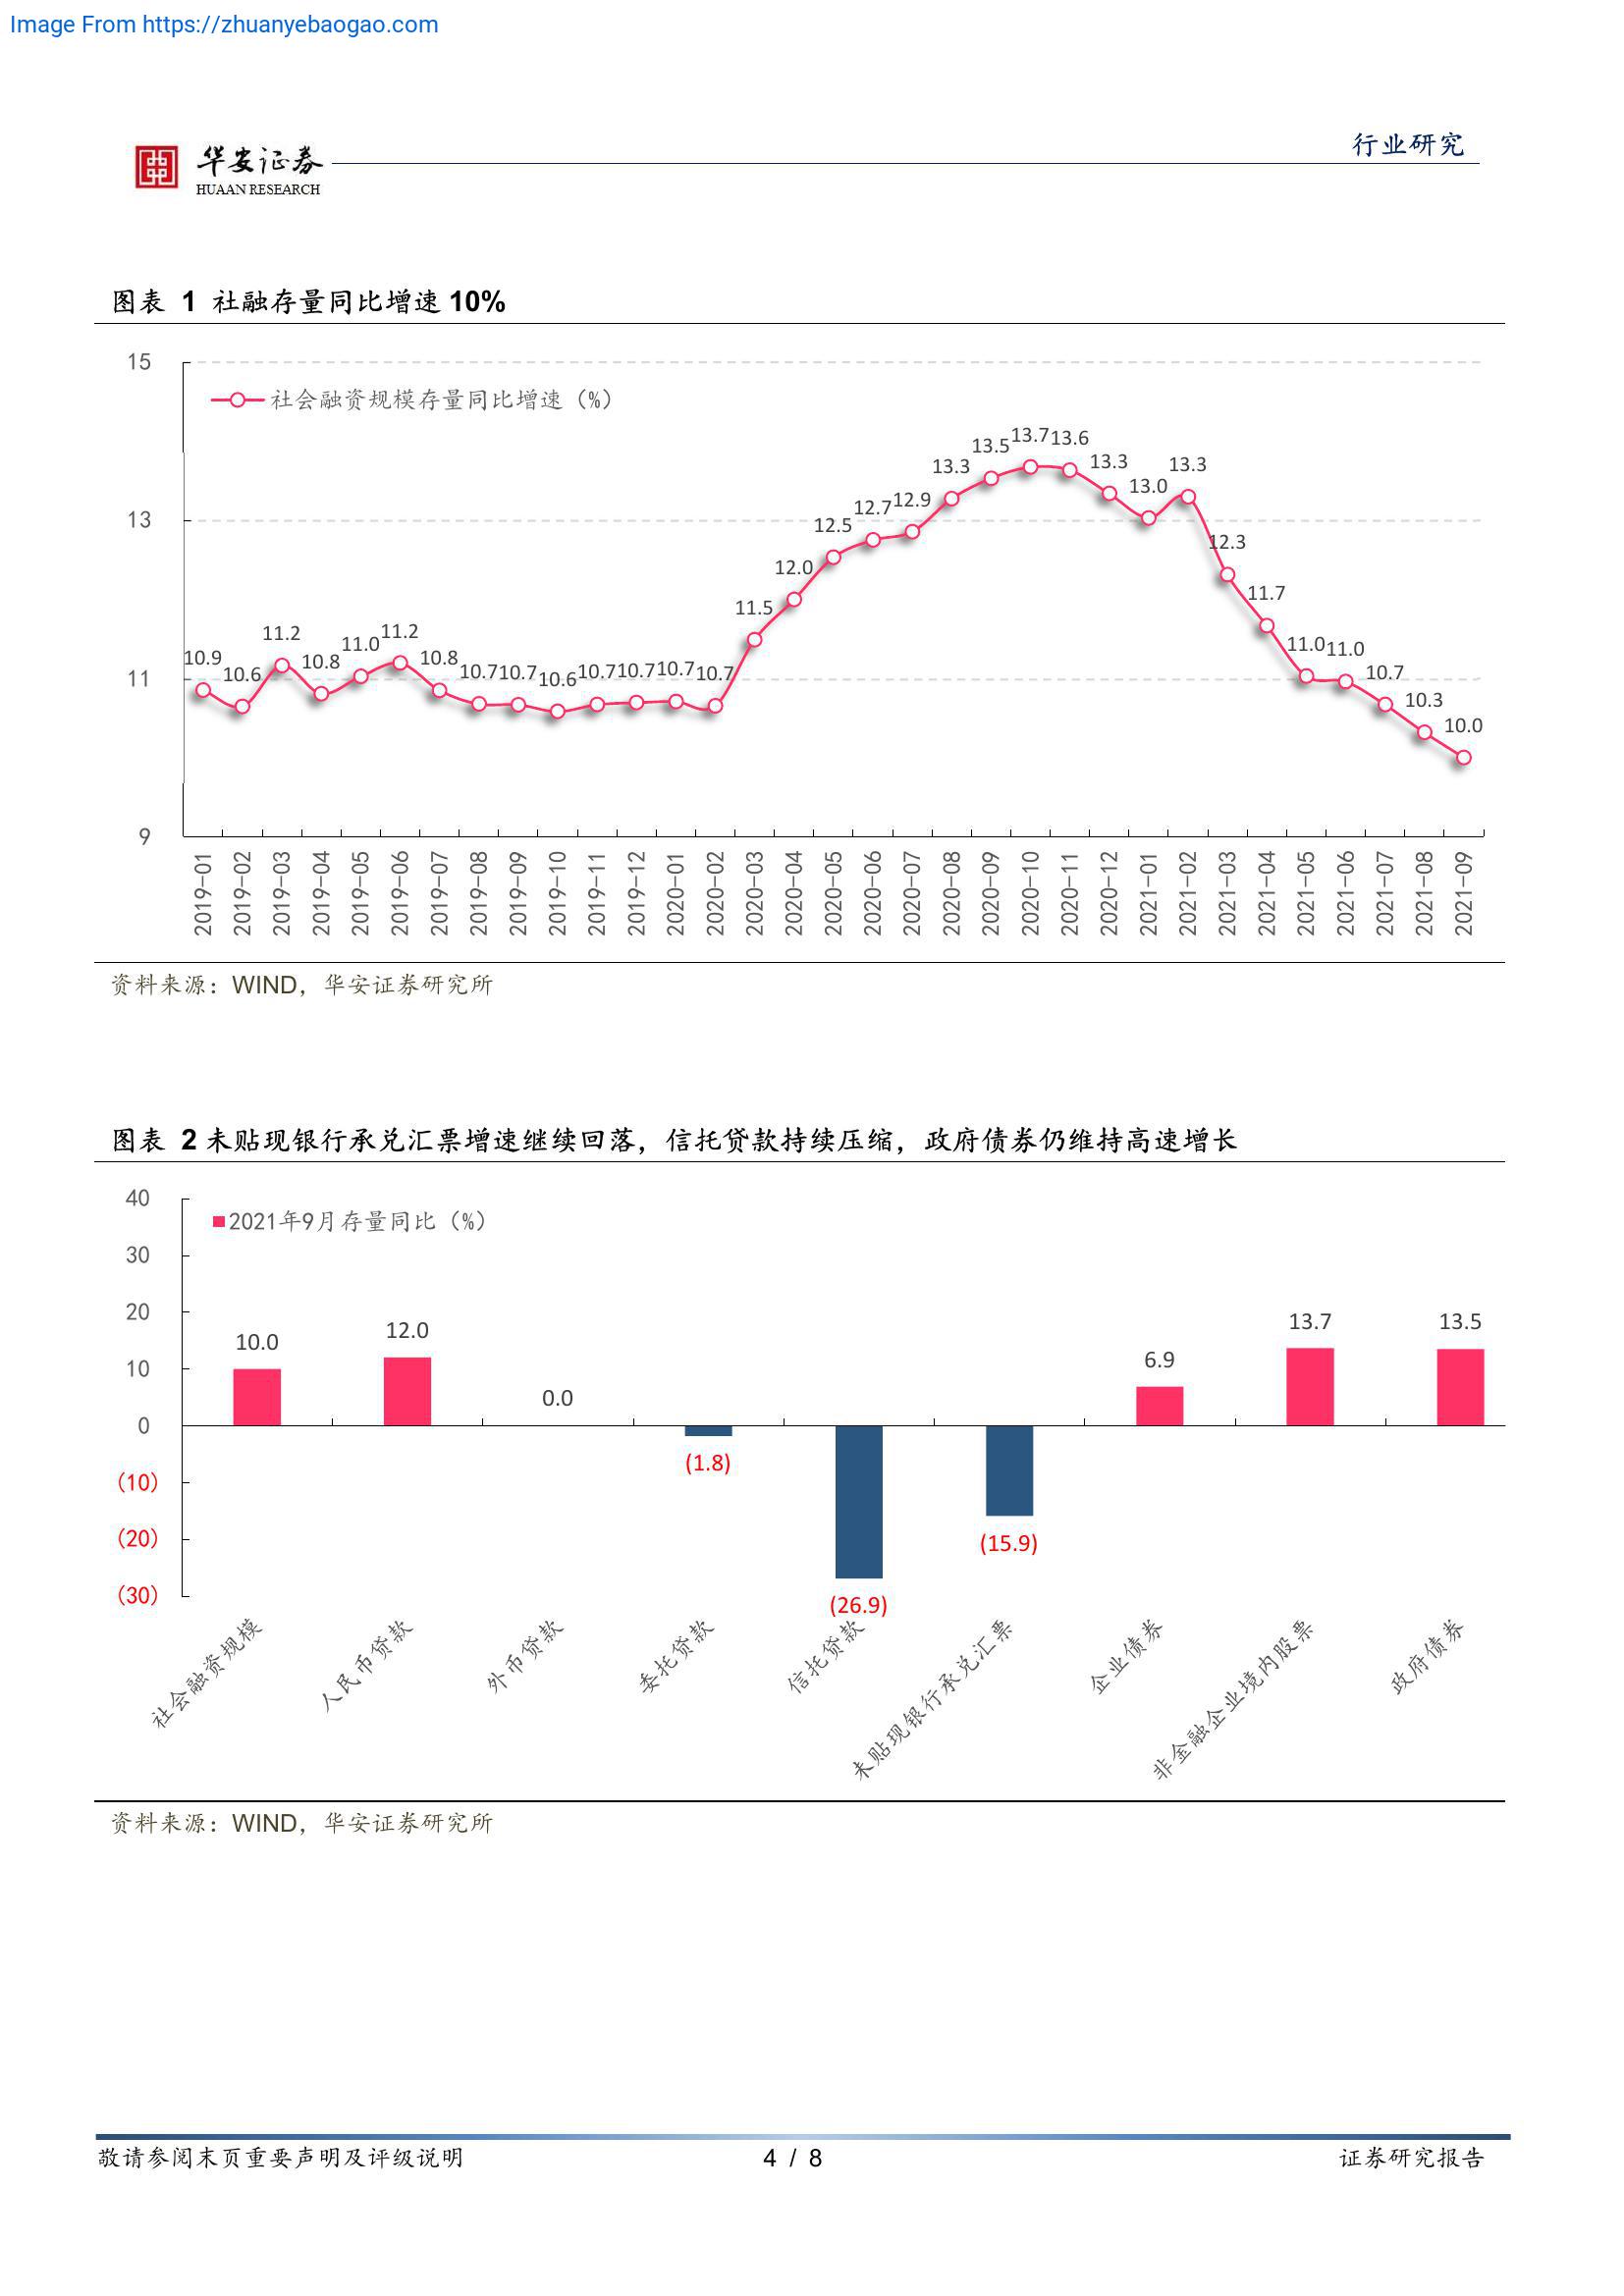 Image From https://zhuanyebaogao.com
华安证券
HUAAN RESEARCH
行业研究
图表 1 社融存量同比增速 10%
15
13
11
9
社会融资规模存量同比增速（%）
10.9 10.6 11.2 10.8 11.0 11.2 10.8 10.7 10.7 10.6 10.7 10.7 10.7 10.7 11.5 12.0 12.5 12.7 12.9 13.3 13.5 13.7 13.6 13.3 13.0 13.3 12.3 11.7 11.0 11.0 10.7 10.3 10.0
2019-01 2019-02 2019-03 2019-04 2019-05 2019-06 2019-07 2019-08 2019-09 2019-10 2019-11 2019-12 2020-01 2020-02 2020-03 2020-04 2020-05 2020-06 2020-07 2020-08 2020-09 2020-10 2020-11 2020-12 2021-01 2021-02 2021-03 2021-04 2021-05 2021-06 2021-07 2021-08 2021-09
资料来源：WIND，华安证券研究所
图表 2 未贴现银行承兑汇票增速继续回落，信托贷款持续压缩，政府债券仍维持高速增长
40
30
20
10
0
(10)
(20)
(30)
2021年9月存量同比（%）
10.0 12.0 0.0 (1.8) (26.9) (15.9) 6.9 13.7 13.5
社会融资规模 人民币贷款 外币贷款 委托贷款 信托贷款 未贴现银行承兑汇票 企业债券 非金融企业境内股票 政府债券
资料来源：WIND，华安证券研究所
敬请参阅末页重要声明及评级说明 4 / 8 证券研究报告